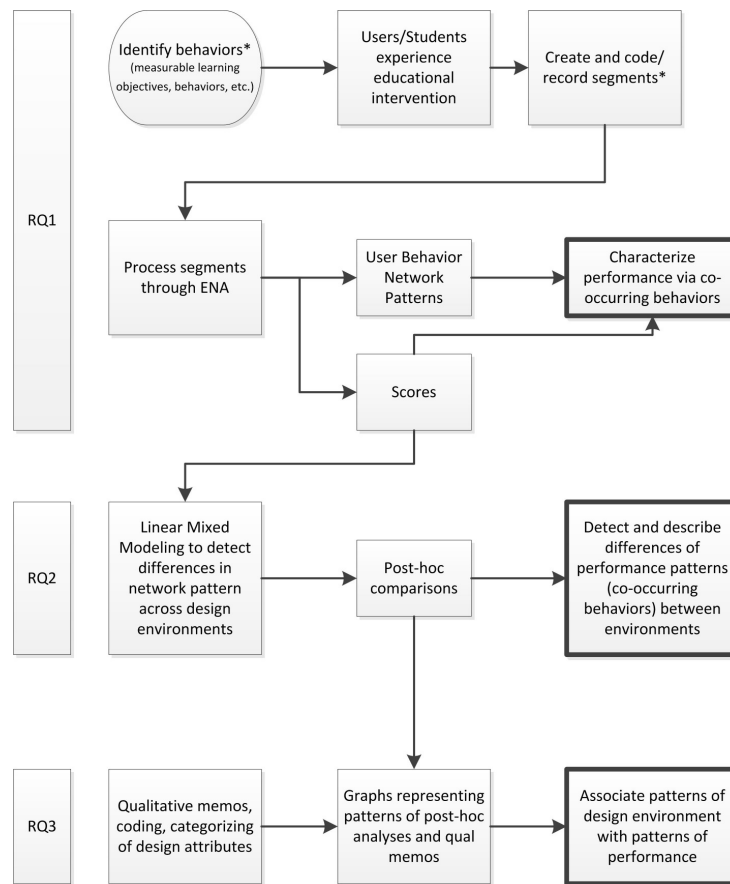 Identify behaviors*
(measurable learning
objectives, behaviors, etc.)
Users/Students
experience
educational
intervention
Create and code/
record segments*
RQ1
Process segments
through ENA
User Behavior
Network
Patterns
Characterize
performance via co-
occurring behaviors
Scores
RQ2
Linear Mixed
Modeling to detect
differences in
network pattern
across design
environments
Post-hoc
comparisons
Detect and describe
differences of
performance patterns
(co-occurring
behaviors) between
environments
RQ3
Qualitative memos,
coding, categorizing
of design attributes
Graphs representing
patterns of post-hoc
analyses and qual
memos
Associate patterns of
design environment
with patterns of
performance